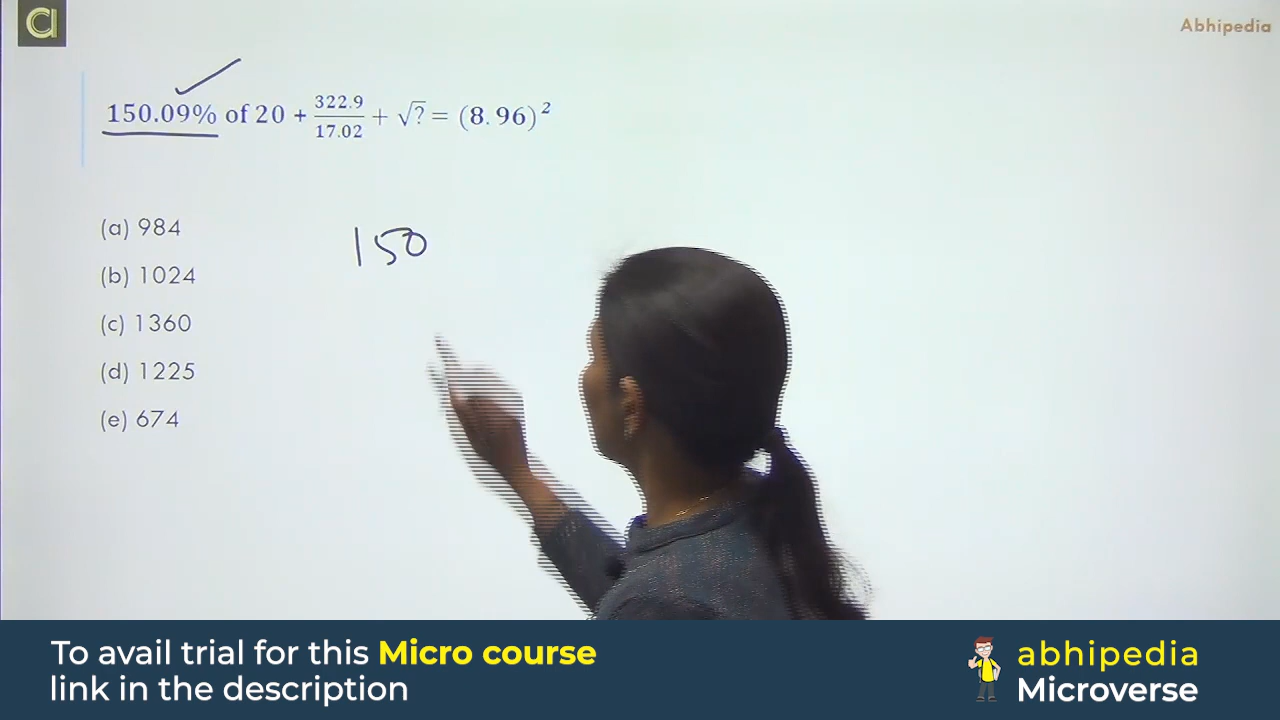 Abhipedia
150.09% of 20 + 322.9/17.02 + √? = (8.96)²
(a) 984
150
(b) 1024
(c) 1360
(d) 1225
(e) 674
To avail trial for this Micro course
link in the description
abhipedia
Microverse